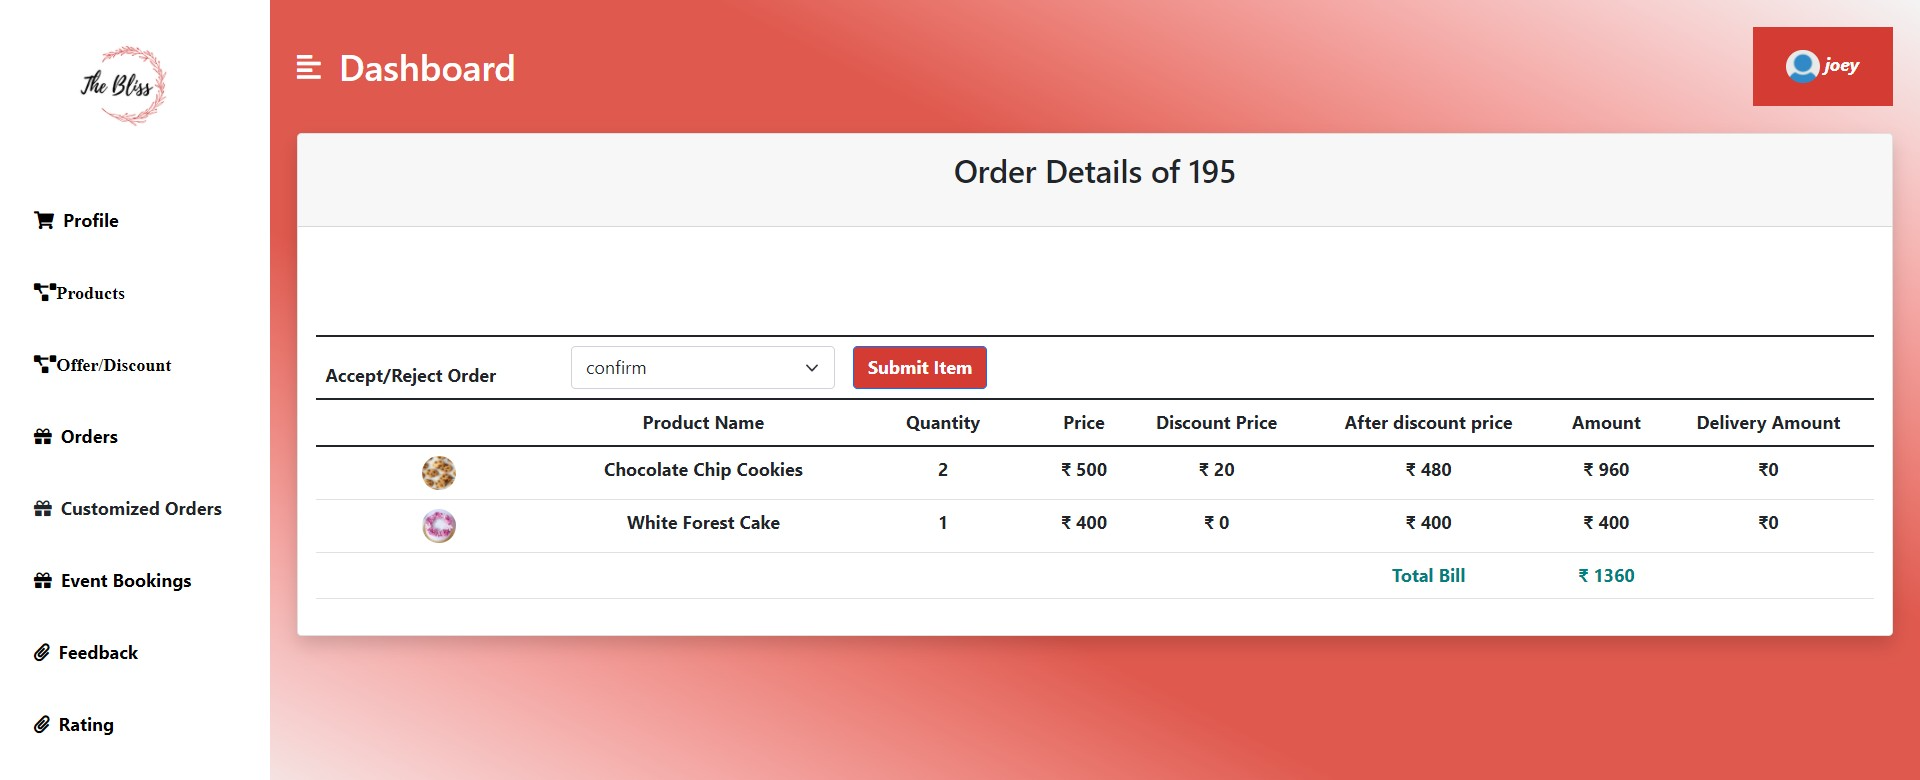 The Bliss
Dashboard
joey
Profile
Products
Offer/Discount
Orders
Customized Orders
Event Bookings
Feedback
Rating
Order Details of 195
Accept/Reject Order confirm Submit Item
Product Name Quantity Price Discount Price After discount price Amount Delivery Amount
Chocolate Chip Cookies 2 ₹ 500 ₹ 20 ₹ 480 ₹ 960 ₹0
White Forest Cake 1 ₹ 400 ₹ 0 ₹ 400 ₹ 400 ₹0
Total Bill ₹ 1360